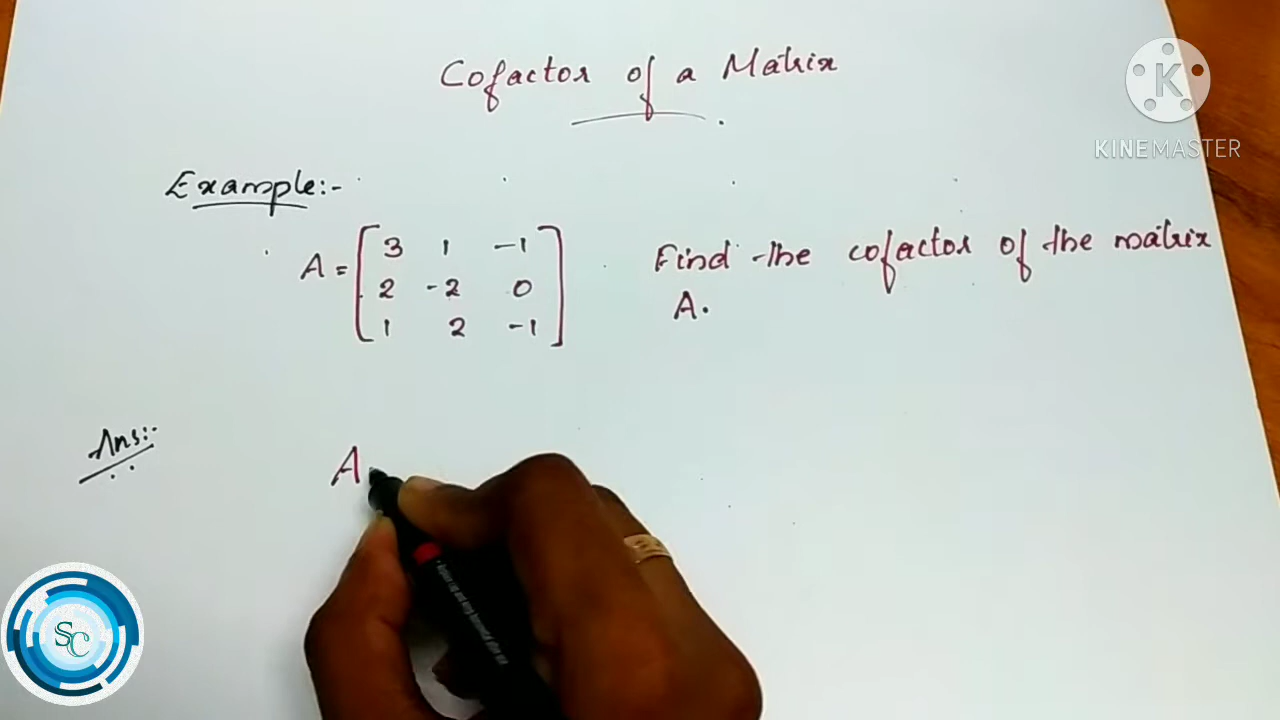 Cofactor of a Matrix
KINEMASTER
Example:-
A = [ 3 1 -1
2 -2 0
1 2 -1 ]
Find the cofactor of the matrix
A.
Ans:-
A
SC